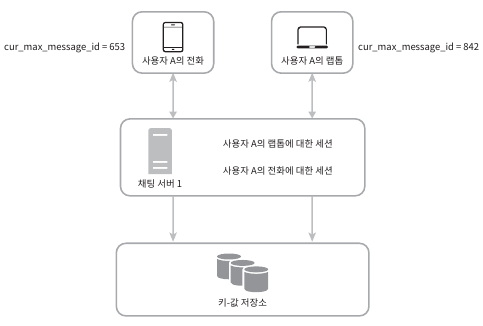 cur_max_message_id = 653
사용자 A의 전화
사용자 A의 랩톱
cur_max_message_id = 842
사용자 A의 랩톱에 대한 세션
사용자 A의 전화에 대한 세션
채팅 서버 1
키-값 저장소